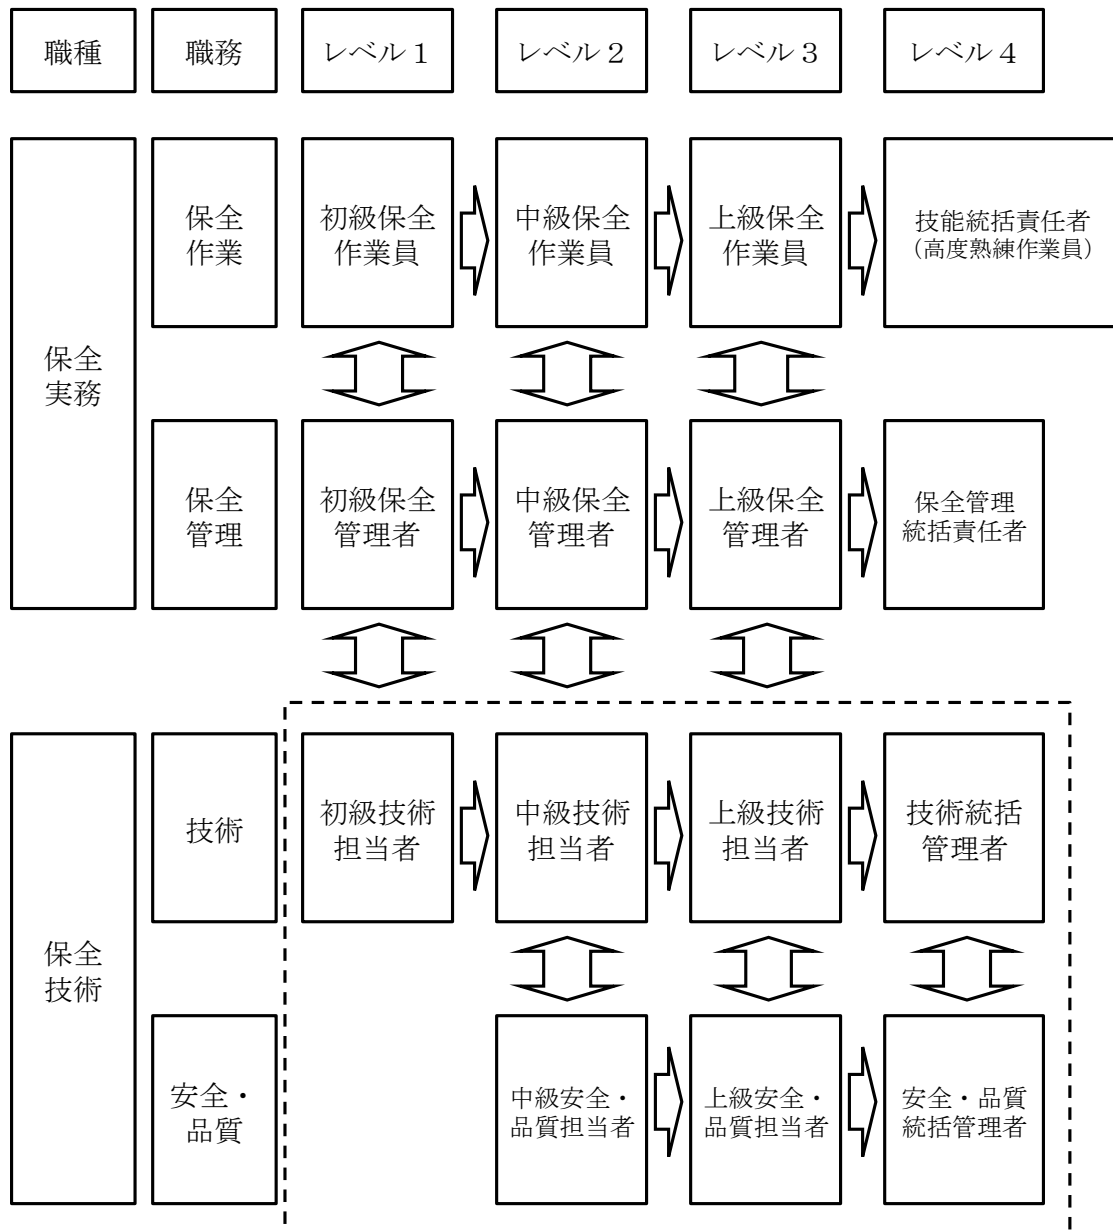 職種
職務
レベル１
レベル２
レベル３
レベル４
保全
実務
保全
作業
初級保全
作業員
中級保全
作業員
上級保全
作業員
技能統括責任者
（高度熟練作業員）
保全
管理
初級保全
管理者
中級保全
管理者
上級保全
管理者
保全管理
統括責任者
保全
技術
技術
初級技術
担当者
中級技術
担当者
上級技術
担当者
技術統括
管理者
安全・
品質
中級安全・
品質担当者
上級安全・
品質担当者
安全・品質
統括管理者